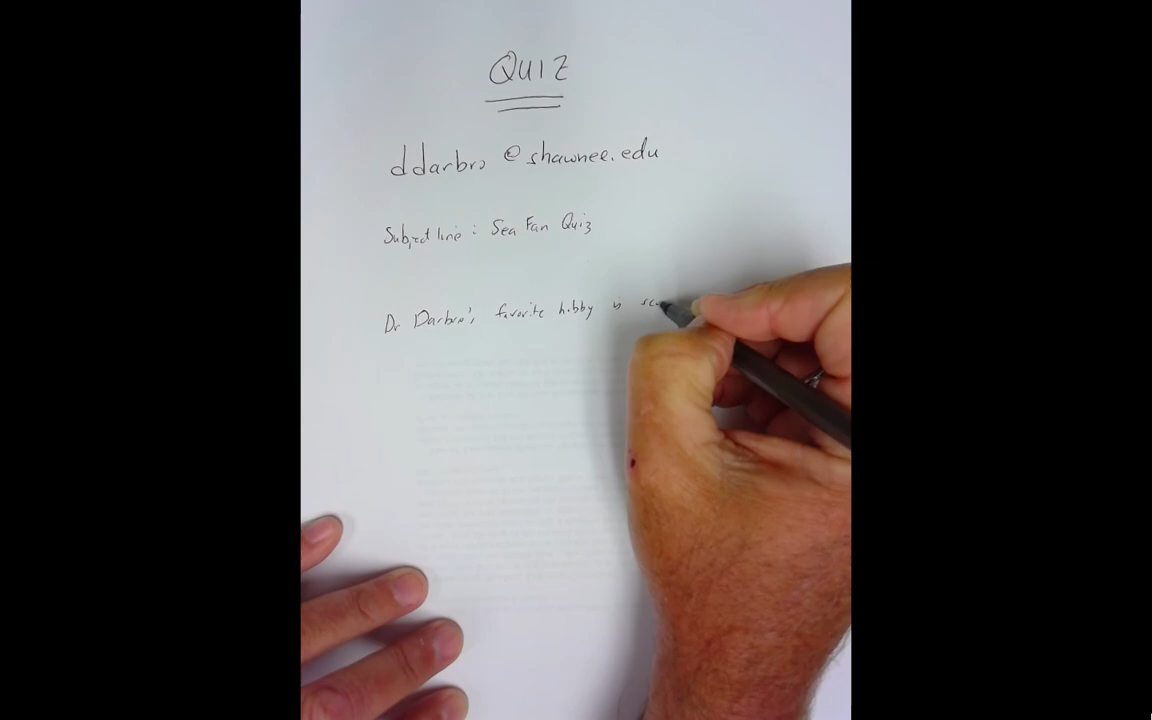 QUIZ
ddarbro @ shawnee.edu
Subject line : Sea Fan Quiz
Dr Darbro's favorite hobby is